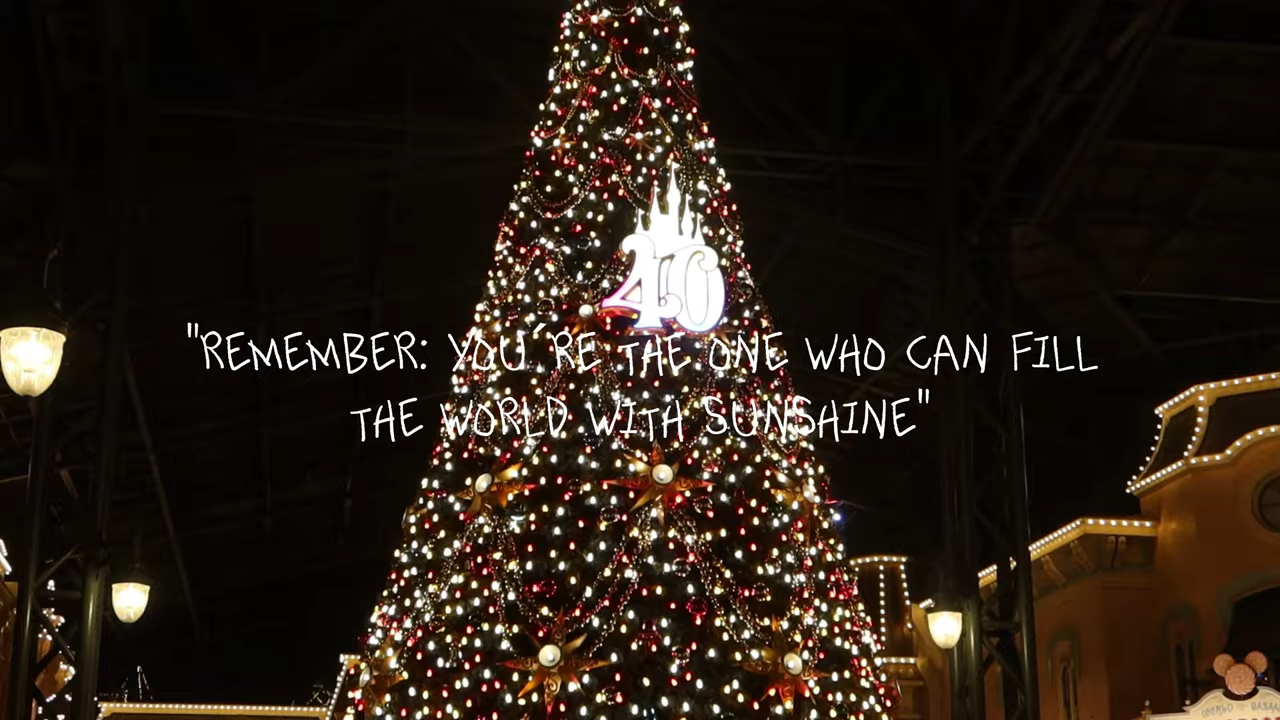 40
"REMEMBER: YOU´RE THE ONE WHO CAN FILL
THE WORLD WITH SUNSHINE"